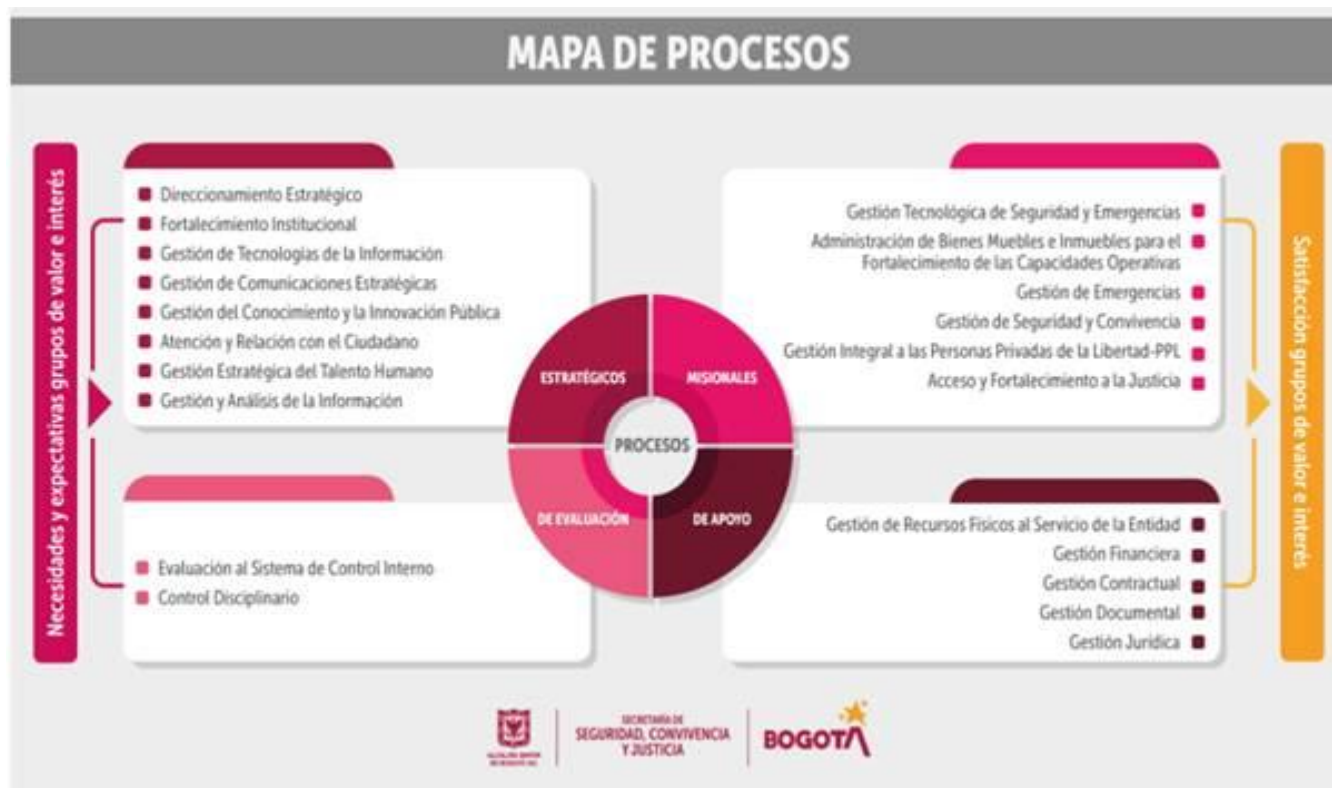 MAPA DE PROCESOS
Necesidades y expectativas grupos de valor e interés
Direccionamiento Estratégico
Fortalecimiento Institucional
Gestión de Tecnologías de la Información
Gestión de Comunicaciones Estratégicas
Gestión del Conocimiento y la Innovación Pública
Atención y Relación con el Ciudadano
Gestión Estratégica del Talento Humano
Gestión y Análisis de la Información
Evaluación al Sistema de Control Interno
Control Disciplinario
ESTRATÉGICOS
MISIONALES
PROCESOS
DE EVALUACIÓN
DE APOYO
Gestión Tecnológica de Seguridad y Emergencias
Administración de Bienes Muebles e Inmuebles para el
Fortalecimiento de las Capacidades Operativas
Gestión de Emergencias
Gestión de Seguridad y Convivencia
Gestión Integral a las Personas Privadas de la Libertad-PPL
Acceso y Fortalecimiento a la Justicia
Gestión de Recursos Físicos al Servicio de la Entidad
Gestión Financiera
Gestión Contractual
Gestión Documental
Gestión Jurídica
Satisfacción grupos de valor e interés
ALCALDÍA MAYOR
DE BOGOTÁ D.C.
SECRETARÍA DE
SEGURIDAD, CONVIVENCIA
Y JUSTICIA
BOGOTÁ